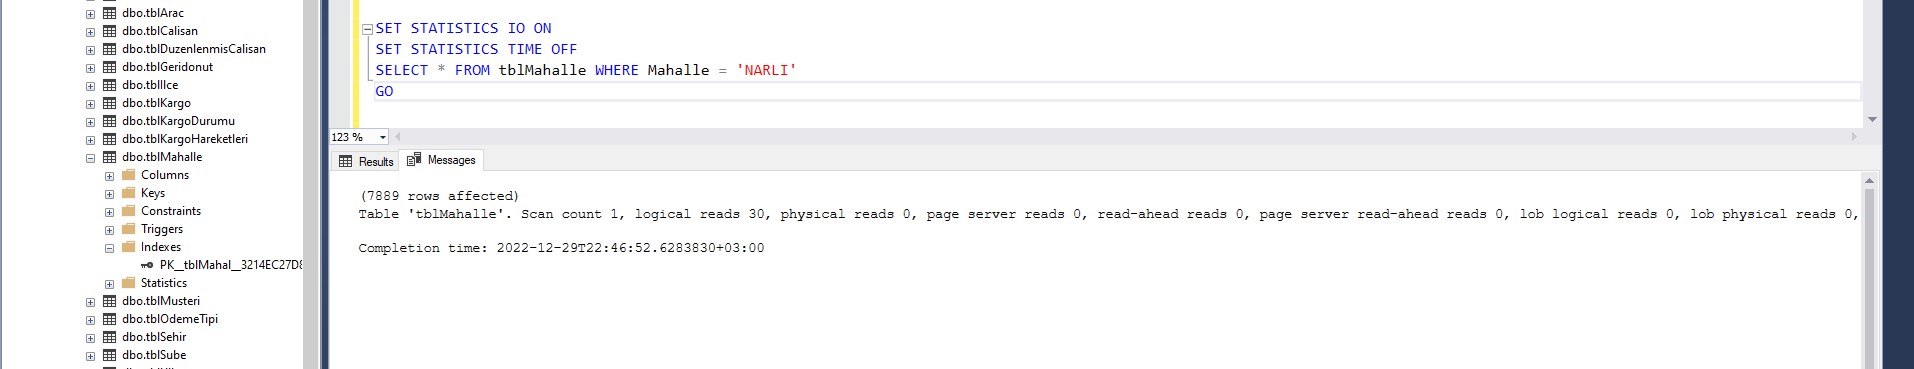 dbo.tblArac
dbo.tblCalisan
dbo.tblDuzenlenmisCalisan
dbo.tblGeridonut
dbo.tblIlce
dbo.tblKargo
dbo.tblKargoDurumu
dbo.tblKargoHareketleri
dbo.tblMahalle
Columns
Keys
Constraints
Triggers
Indexes
PK__tblMahal__3214EC27D8
Statistics
dbo.tblMusteri
dbo.tblOdemeTipi
dbo.tblSehir
dbo.tblSube
SET STATISTICS IO ON
SET STATISTICS TIME OFF
SELECT * FROM tblMahalle WHERE Mahalle = 'NARLI'
GO
123 %
Results
Messages
(7889 rows affected)
Table 'tblMahalle'. Scan count 1, logical reads 30, physical reads 0, page server reads 0, read-ahead reads 0, page server read-ahead reads 0, lob logical reads 0, lob physical reads 0,
Completion time: 2022-12-29T22:46:52.6283830+03:00